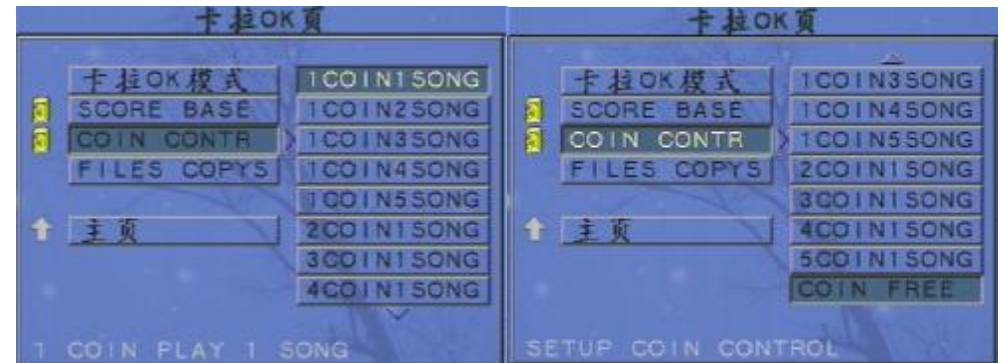 卡拉OK页
卡拉OK模式
SCORE BASE
COIN CONTR
FILES COPYS
主页
1COIN1SONG
1COIN2SONG
1COIN3SONG
1COIN4SONG
1COIN5SONG
2COIN1SONG
3COIN1SONG
4COIN1SONG
1 COIN PLAY 1 SONG
卡拉OK页
卡拉OK模式
SCORE BASE
COIN CONTR
FILES COPYS
主页
1COIN3SONG
1COIN4SONG
1COIN5SONG
2COIN1SONG
3COIN1SONG
4COIN1SONG
5COIN1SONG
COIN FREE
SETUP COIN CONTROL